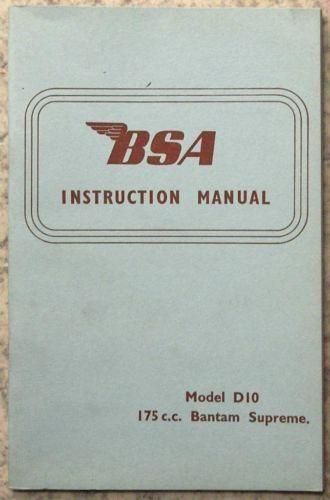 BSA
INSTRUCTION MANUAL
Model D10
175 c.c. Bantam Supreme.